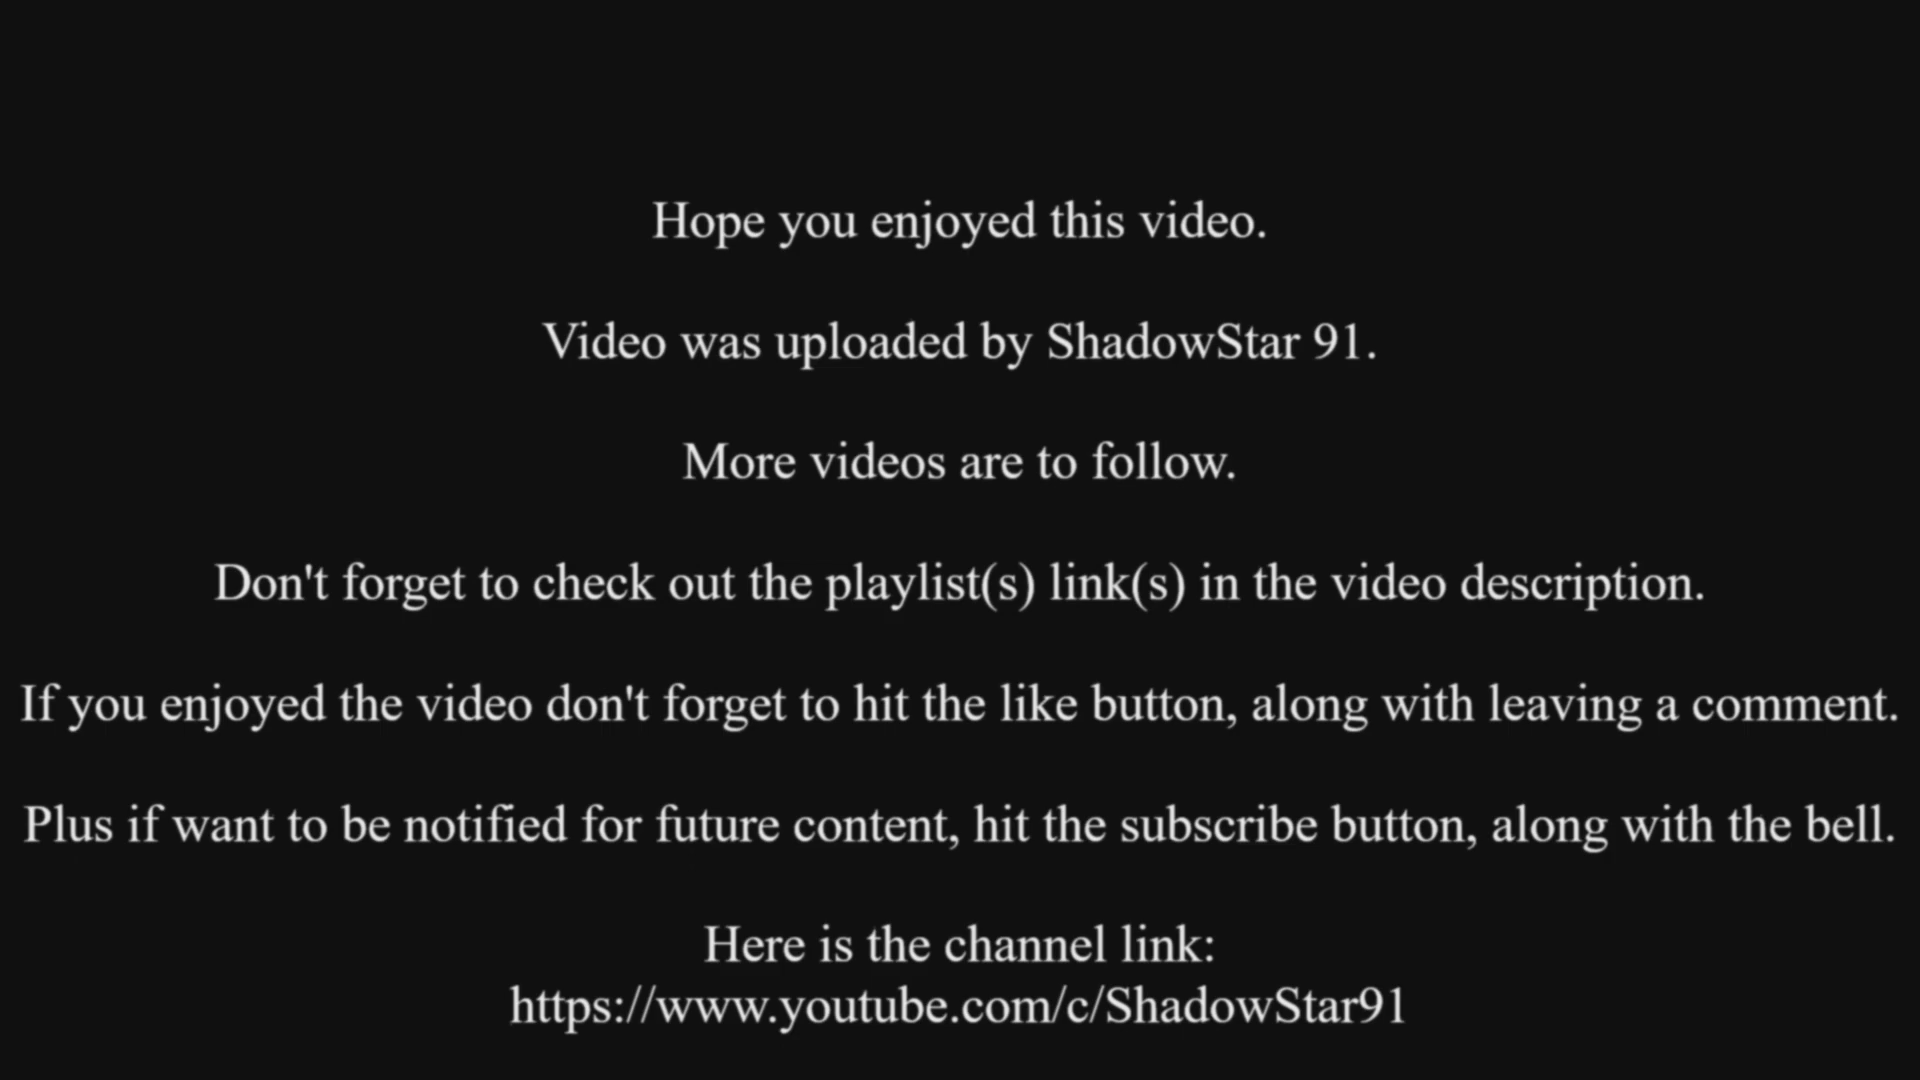 Hope you enjoyed this video.
Video was uploaded by ShadowStar 91.
More videos are to follow.
Don't forget to check out the playlist(s) link(s) in the video description.
If you enjoyed the video don't forget to hit the like button, along with leaving a comment.
Plus if want to be notified for future content, hit the subscribe button, along with the bell.
Here is the channel link:
https://www.youtube.com/c/ShadowStar91